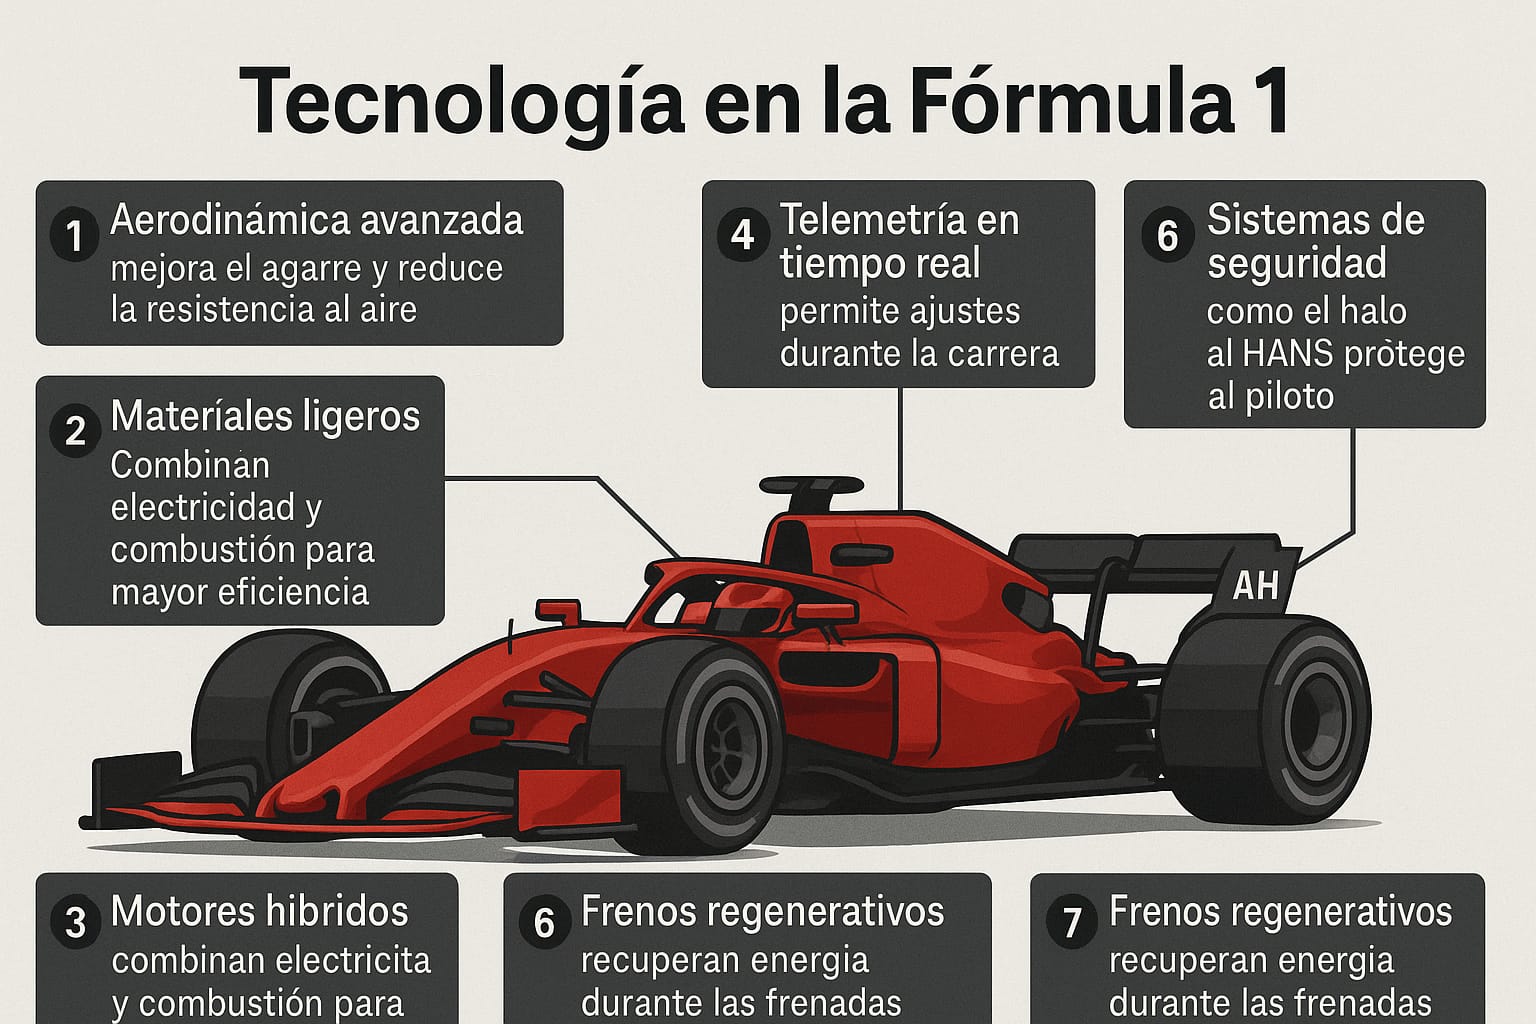 Tecnología en la Fórmula 1
1 Aerodinámica avanzada
mejora el agarre y reduce
la resistencia al aire
2 Materíales ligeros
Combinán
electricidad y
combustión para
mayor eficiencia
4 Telemetría en
tiempo real
permite ajustes
durante la carrera
6 Sistemas de
seguridad
como el halo
al HANS pròtege
al piloto
AH
3 Motores hibridos
combinan electricita
y combustión para
6 Frenos regenerativos
recuperan energia
durante las frenadas
7 Frenos regenerativos
recuperan energia
durante las frenadas